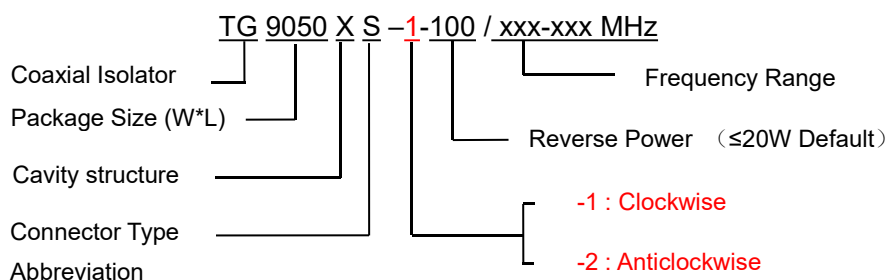 TG 9050 X S –1-100 / xxx-xxx MHz
Coaxial Isolator
Frequency Range
Package Size (W*L)
Reverse Power （≤20W Default）
Cavity structure
-1 : Clockwise
Connector Type
Abbreviation
-2 : Anticlockwise